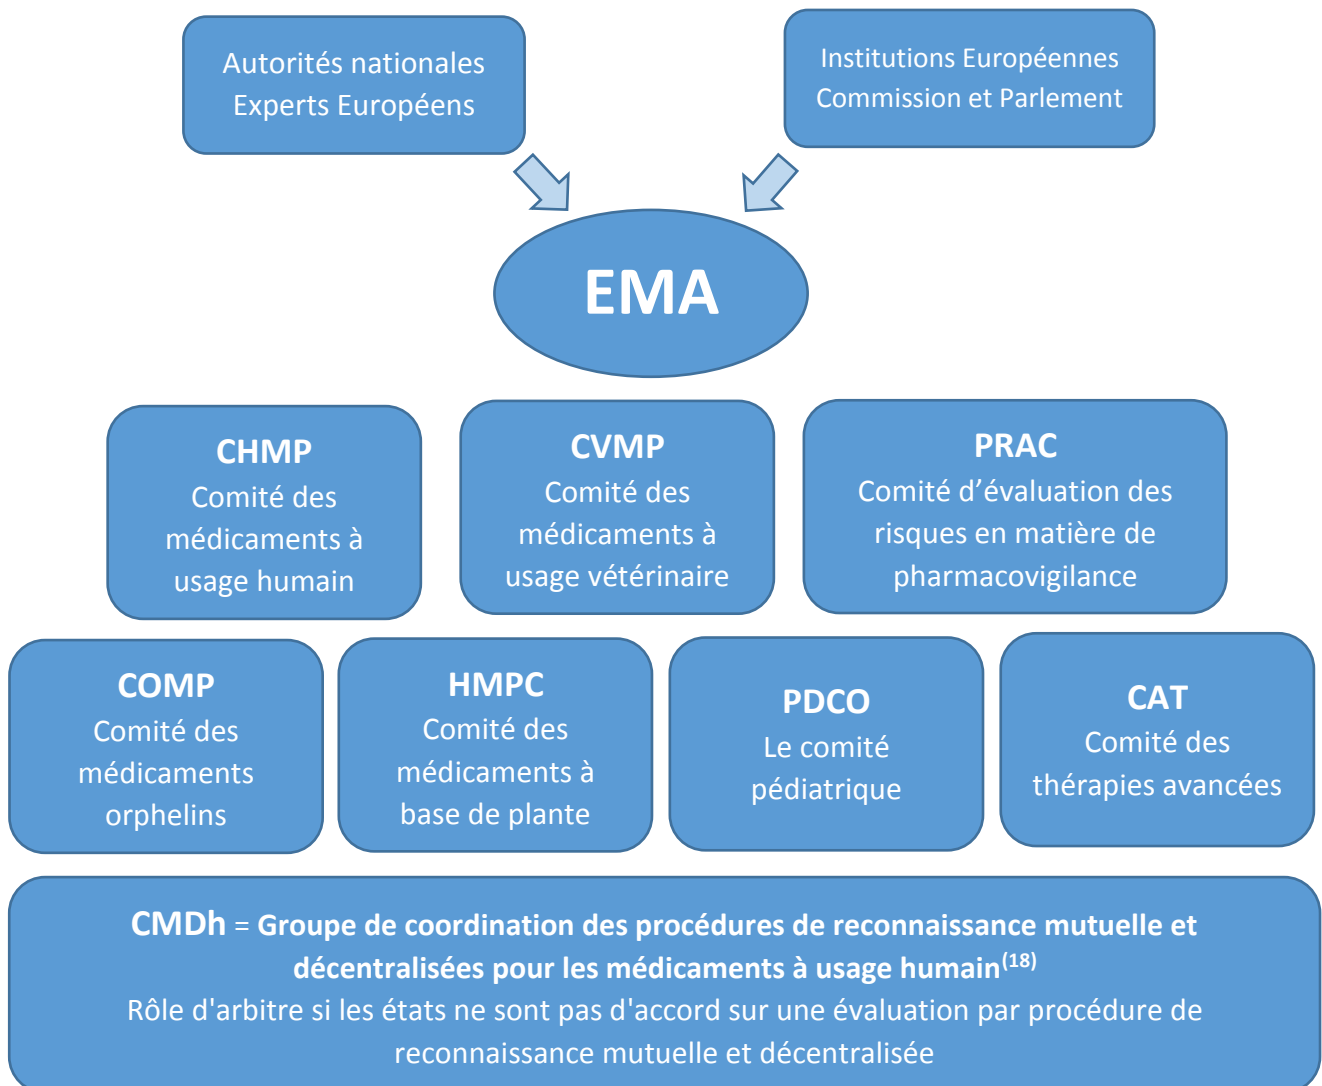 Autorités nationales
Experts Européens
Institutions Européennes
Commission et Parlement
EMA
CHMP
Comité des
médicaments à
usage humain
CVMP
Comité des
médicaments à
usage vétérinaire
PRAC
Comité d’évaluation des
risques en matière de
pharmacovigilance
COMP
Comité des
médicaments
orphelins
HMPC
Comité des
médicaments à
base de plante
PDCO
Le comité
pédiatrique
CAT
Comité des
thérapies avancées
CMDh = Groupe de coordination des procédures de reconnaissance mutuelle et
décentralisées pour les médicaments à usage humain(18)
Rôle d'arbitre si les états ne sont pas d'accord sur une évaluation par procédure de
reconnaissance mutuelle et décentralisée